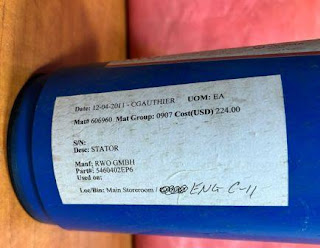 Date: 12-04-2011 - CGAUTHIER UOM: EA
Mat# 606960 Mat Group: 0907 Cost(USD) 224.00
S/N:
Desc: STATOR
Manf: RWO GMBH
Part#: 5460402EP6
Used on:
Loc/Bin: Main Storeroom / ENG C-11